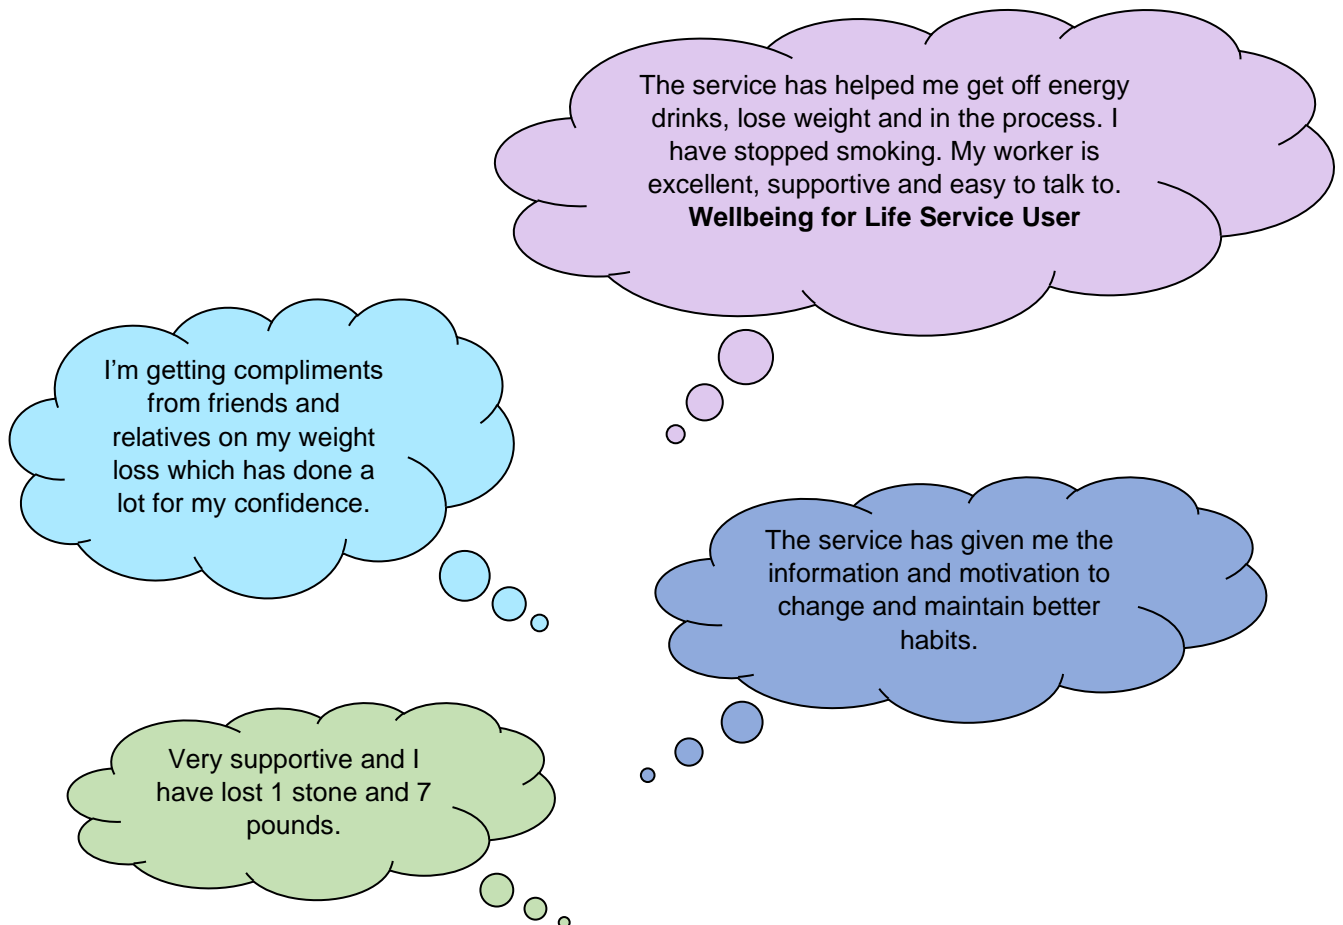 The service has helped me get off energy
drinks, lose weight and in the process. I
have stopped smoking. My worker is
excellent, supportive and easy to talk to.
Wellbeing for Life Service User
I’m getting compliments
from friends and
relatives on my weight
loss which has done a
lot for my confidence.
The service has given me the
information and motivation to
change and maintain better
habits.
Very supportive and I
have lost 1 stone and 7
pounds.